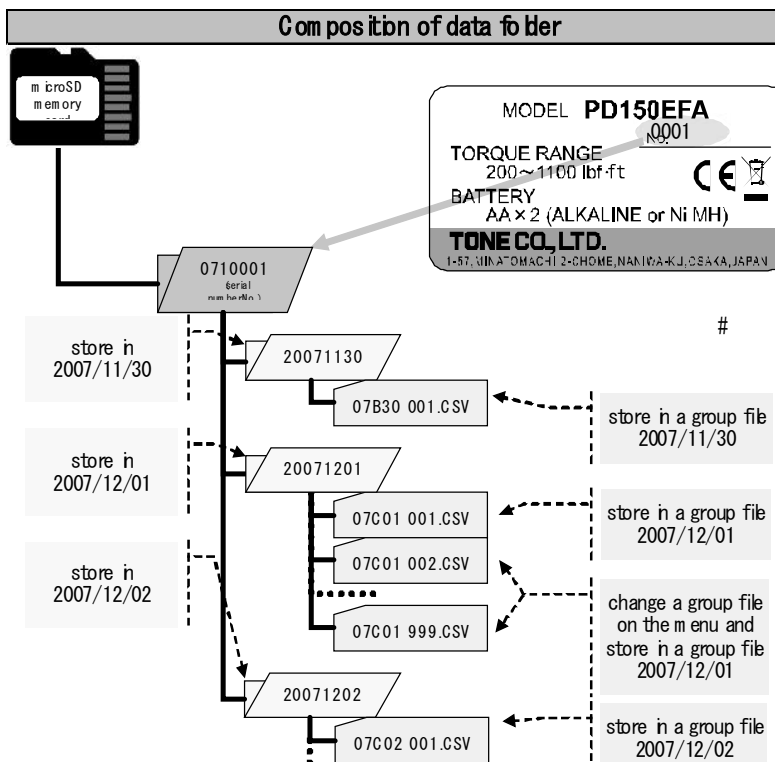 Composition of data folder
microSD
memory
MODEL PD150EFA
No. 0001
TORQUE RANGE
200~1100 lbf·ft
BATTERY
AA×2 (ALKALINE or Ni MH)
TONE CO., LTD.
1-57, MINATOMACHI 2-CHOME, NANIWA-KU, OSAKA, JAPAN
0710001
(serial
numberNo.)
#
store in
2007/11/30
20071130
07B30 001.CSV
store in a group file
2007/11/30
store in
2007/12/01
20071201
07C01 001.CSV
store in a group file
2007/12/01
07C01 002.CSV
store in
2007/12/02
change a group file
on the menu and
store in a group file
2007/12/01
07C01 999.CSV
20071202
07C02 001.CSV
store in a group file
2007/12/02